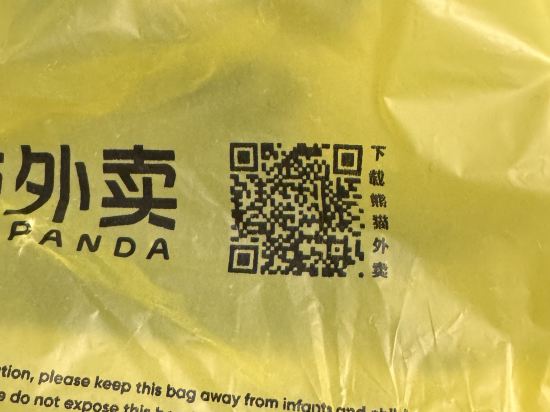 外卖
PANDA
下载熊猫外卖
please keep this bag away from infants and
do not expose this